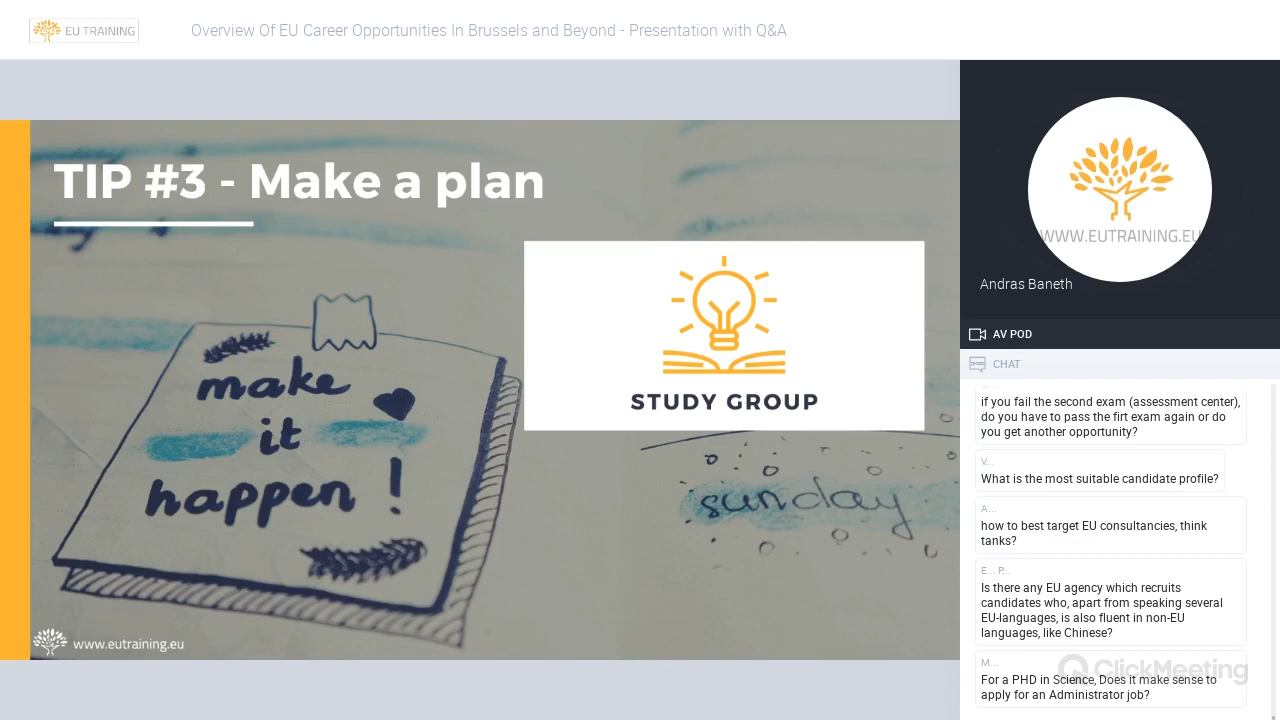 EU TRAINING
Overview Of EU Career Opportunities In Brussels and Beyond - Presentation with Q&A
TIP #3 - Make a plan
STUDY GROUP
make
it
happen!
sunday
www.eutraining.eu
WWW.EUTRAINING.EU
Andras Baneth
AV POD
CHAT
if you fail the second exam (assessment center),
do you have to pass the firt exam again or do
you get another opportunity?
V...
What is the most suitable candidate profile?
A...
how to best target EU consultancies, think
tanks?
E... P...
Is there any EU agency which recruits
candidates who, apart from speaking several
EU-languages, is also fluent in non-EU
languages, like Chinese?
M...
For a PHD in Science, Does it make sense to
apply for an Administrator job?
ClickMeeting